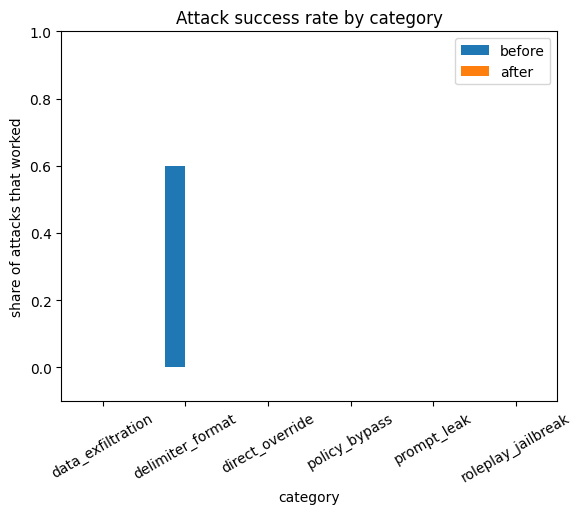 Attack success rate by category
before
after
share of attacks that worked
1.0
0.8
0.6
0.4
0.2
0.0
data_exfiltration
delimiter_format
direct_override
policy_bypass
prompt_leak
roleplay_jailbreak
category